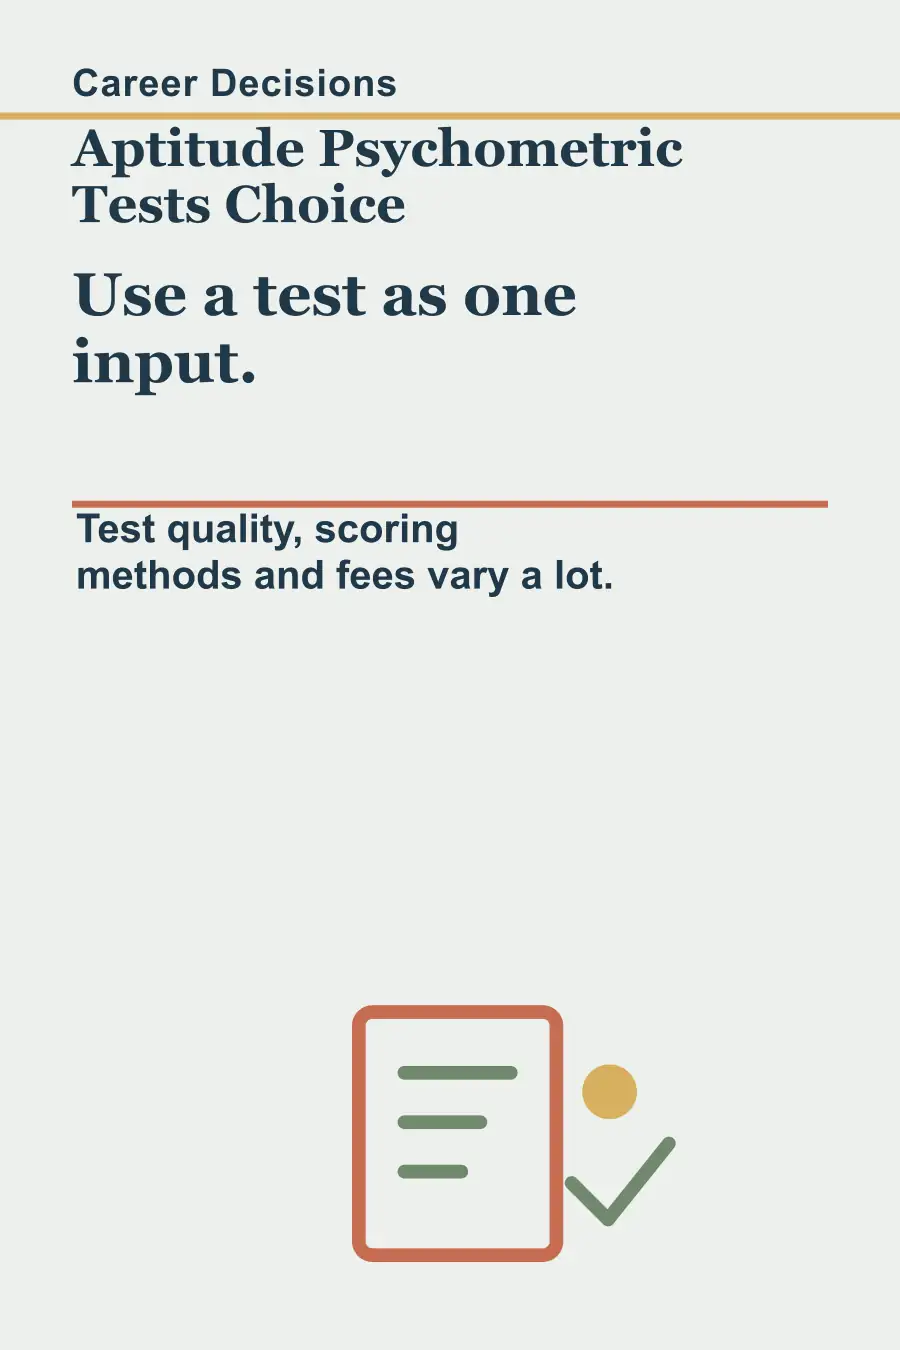 Career Decisions
Aptitude Psychometric
Tests Choice
Use a test as one
input.
Test quality, scoring
methods and fees vary a lot.